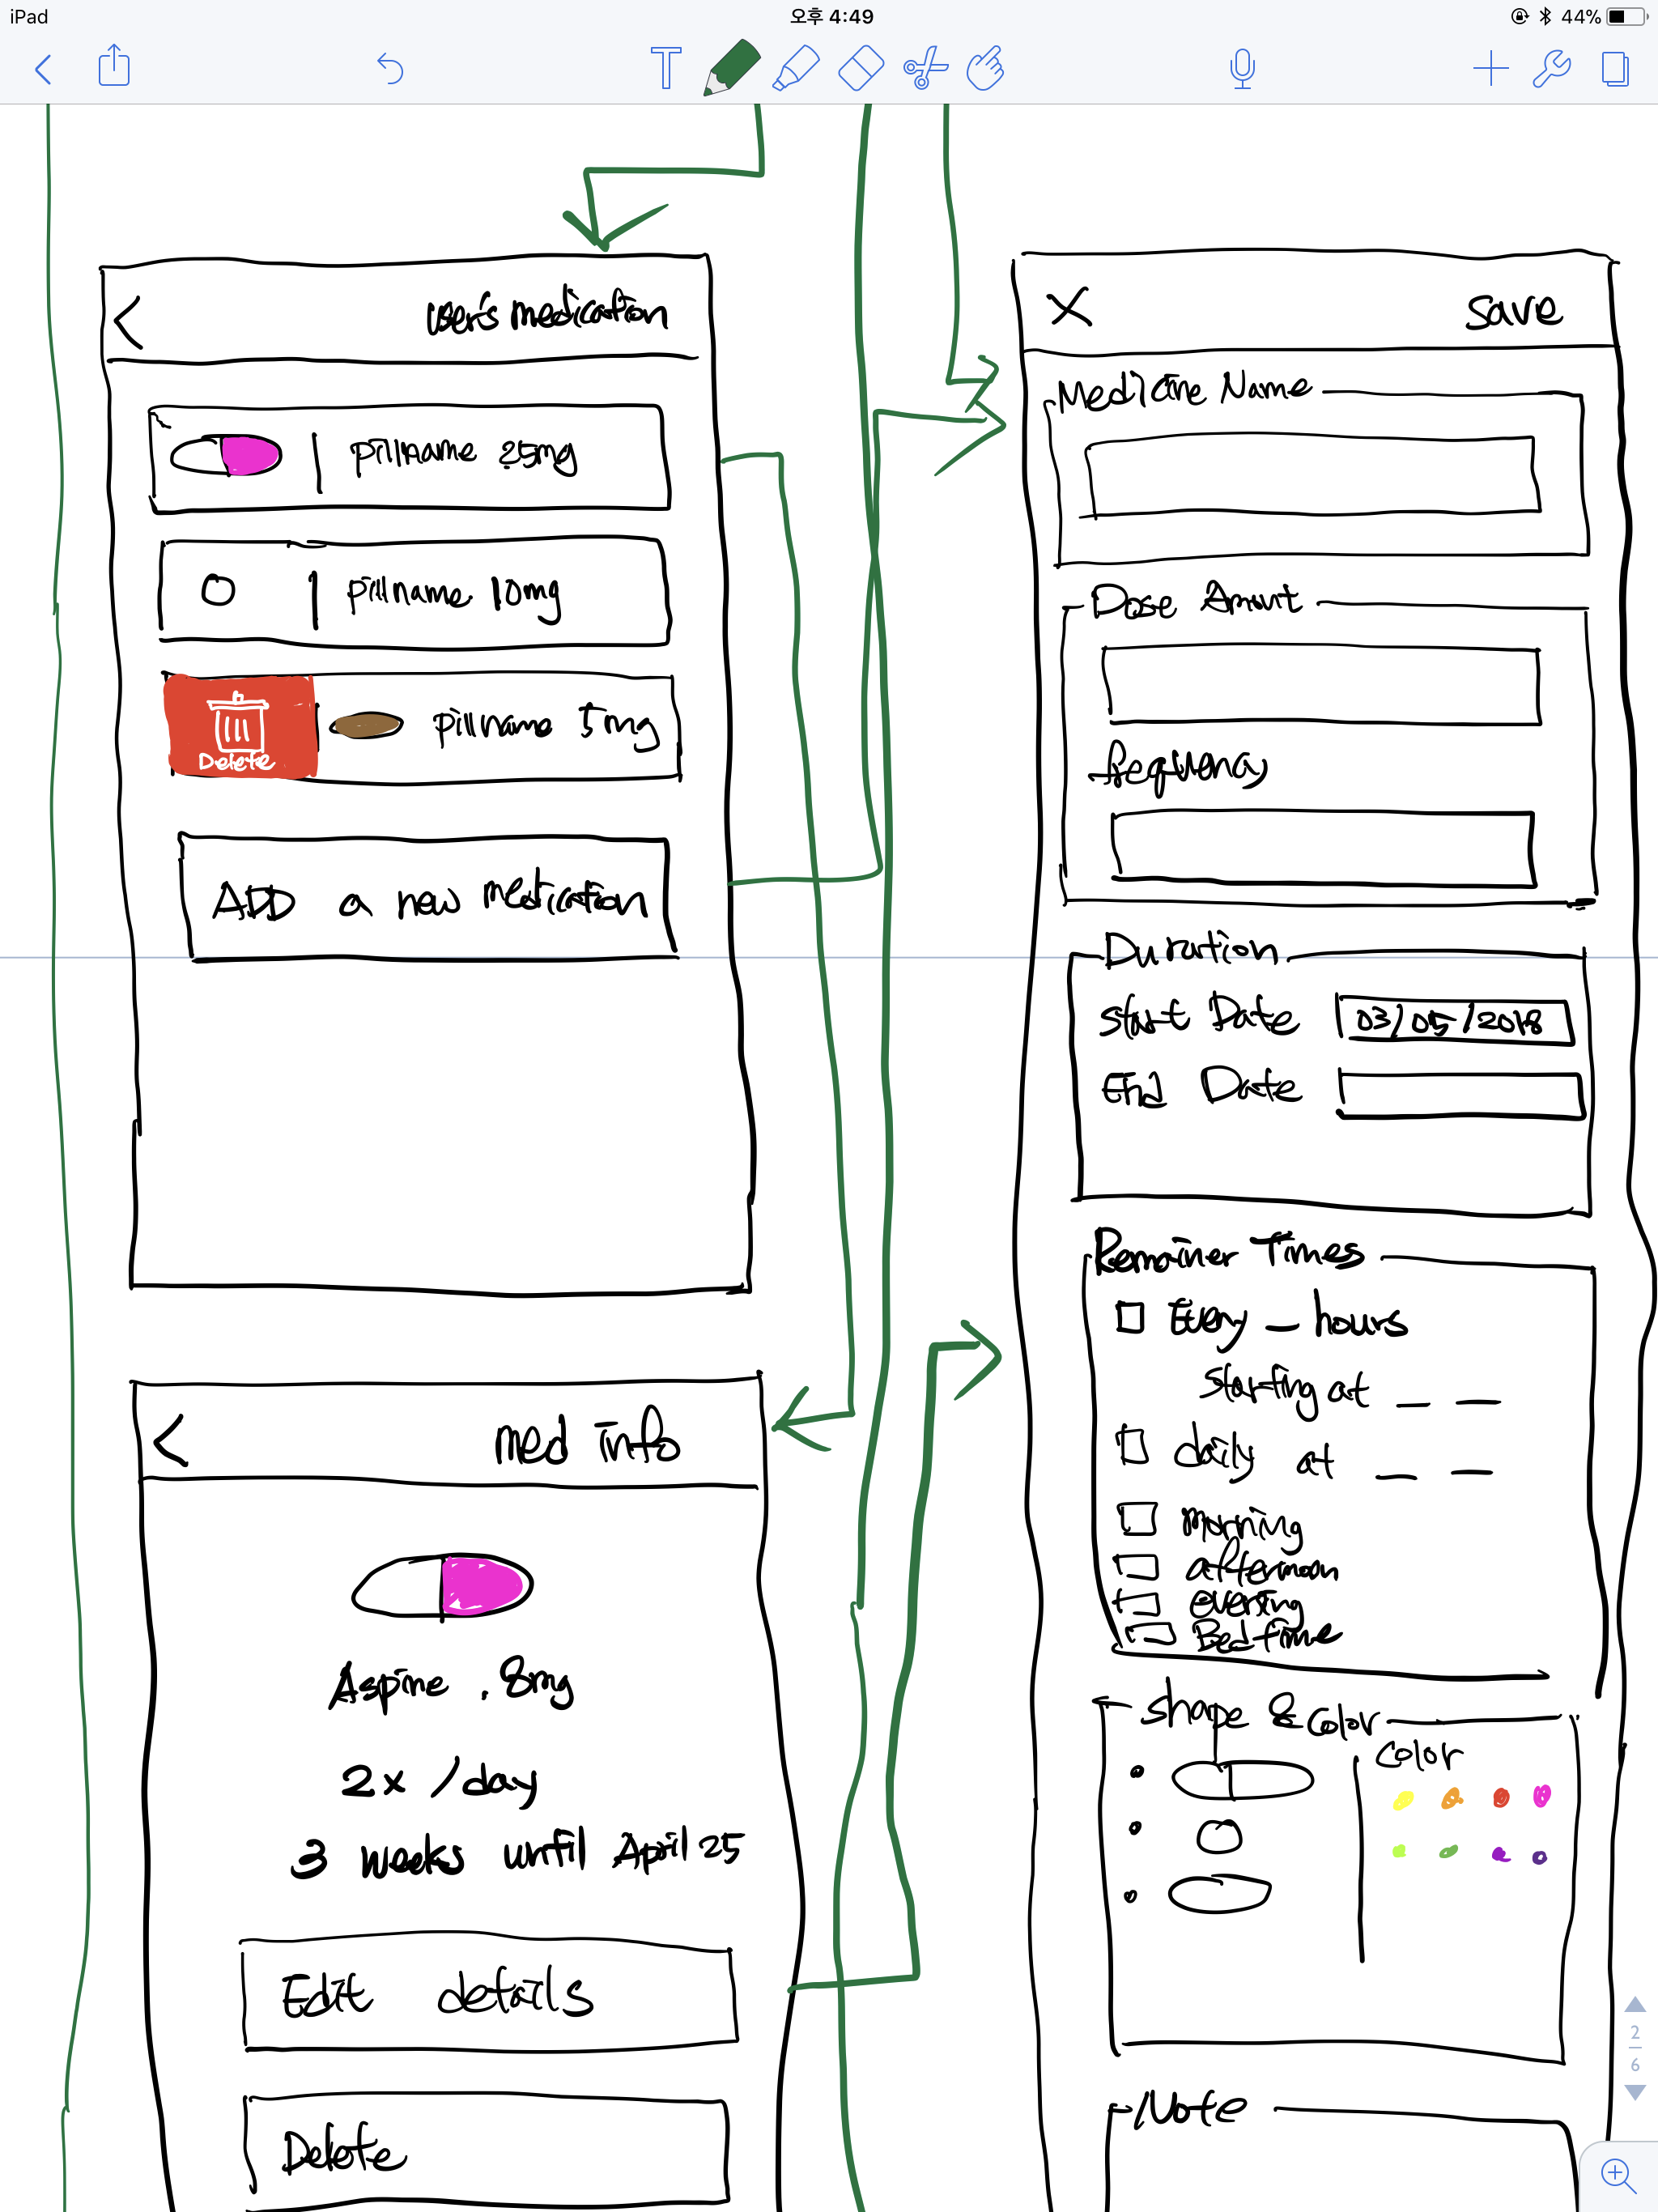 iPad
오후 4:49
44%
user's medication
pillname 25mg
pillname 10mg
Delete
pillname 5mg
ADD a new medication
med info
Aspine .8mg
2x /day
3 weeks until April 25
Edit details
Delete
X
save
Medicine Name
Dose Amount
frequency
Duration
Start Date 03/05/2018
End Date
Remainer Times
Every _ hours
starting at _ _
daily at _ _
morning
afternoon
evening
Bedtime
shape & color
color
Note
2
6